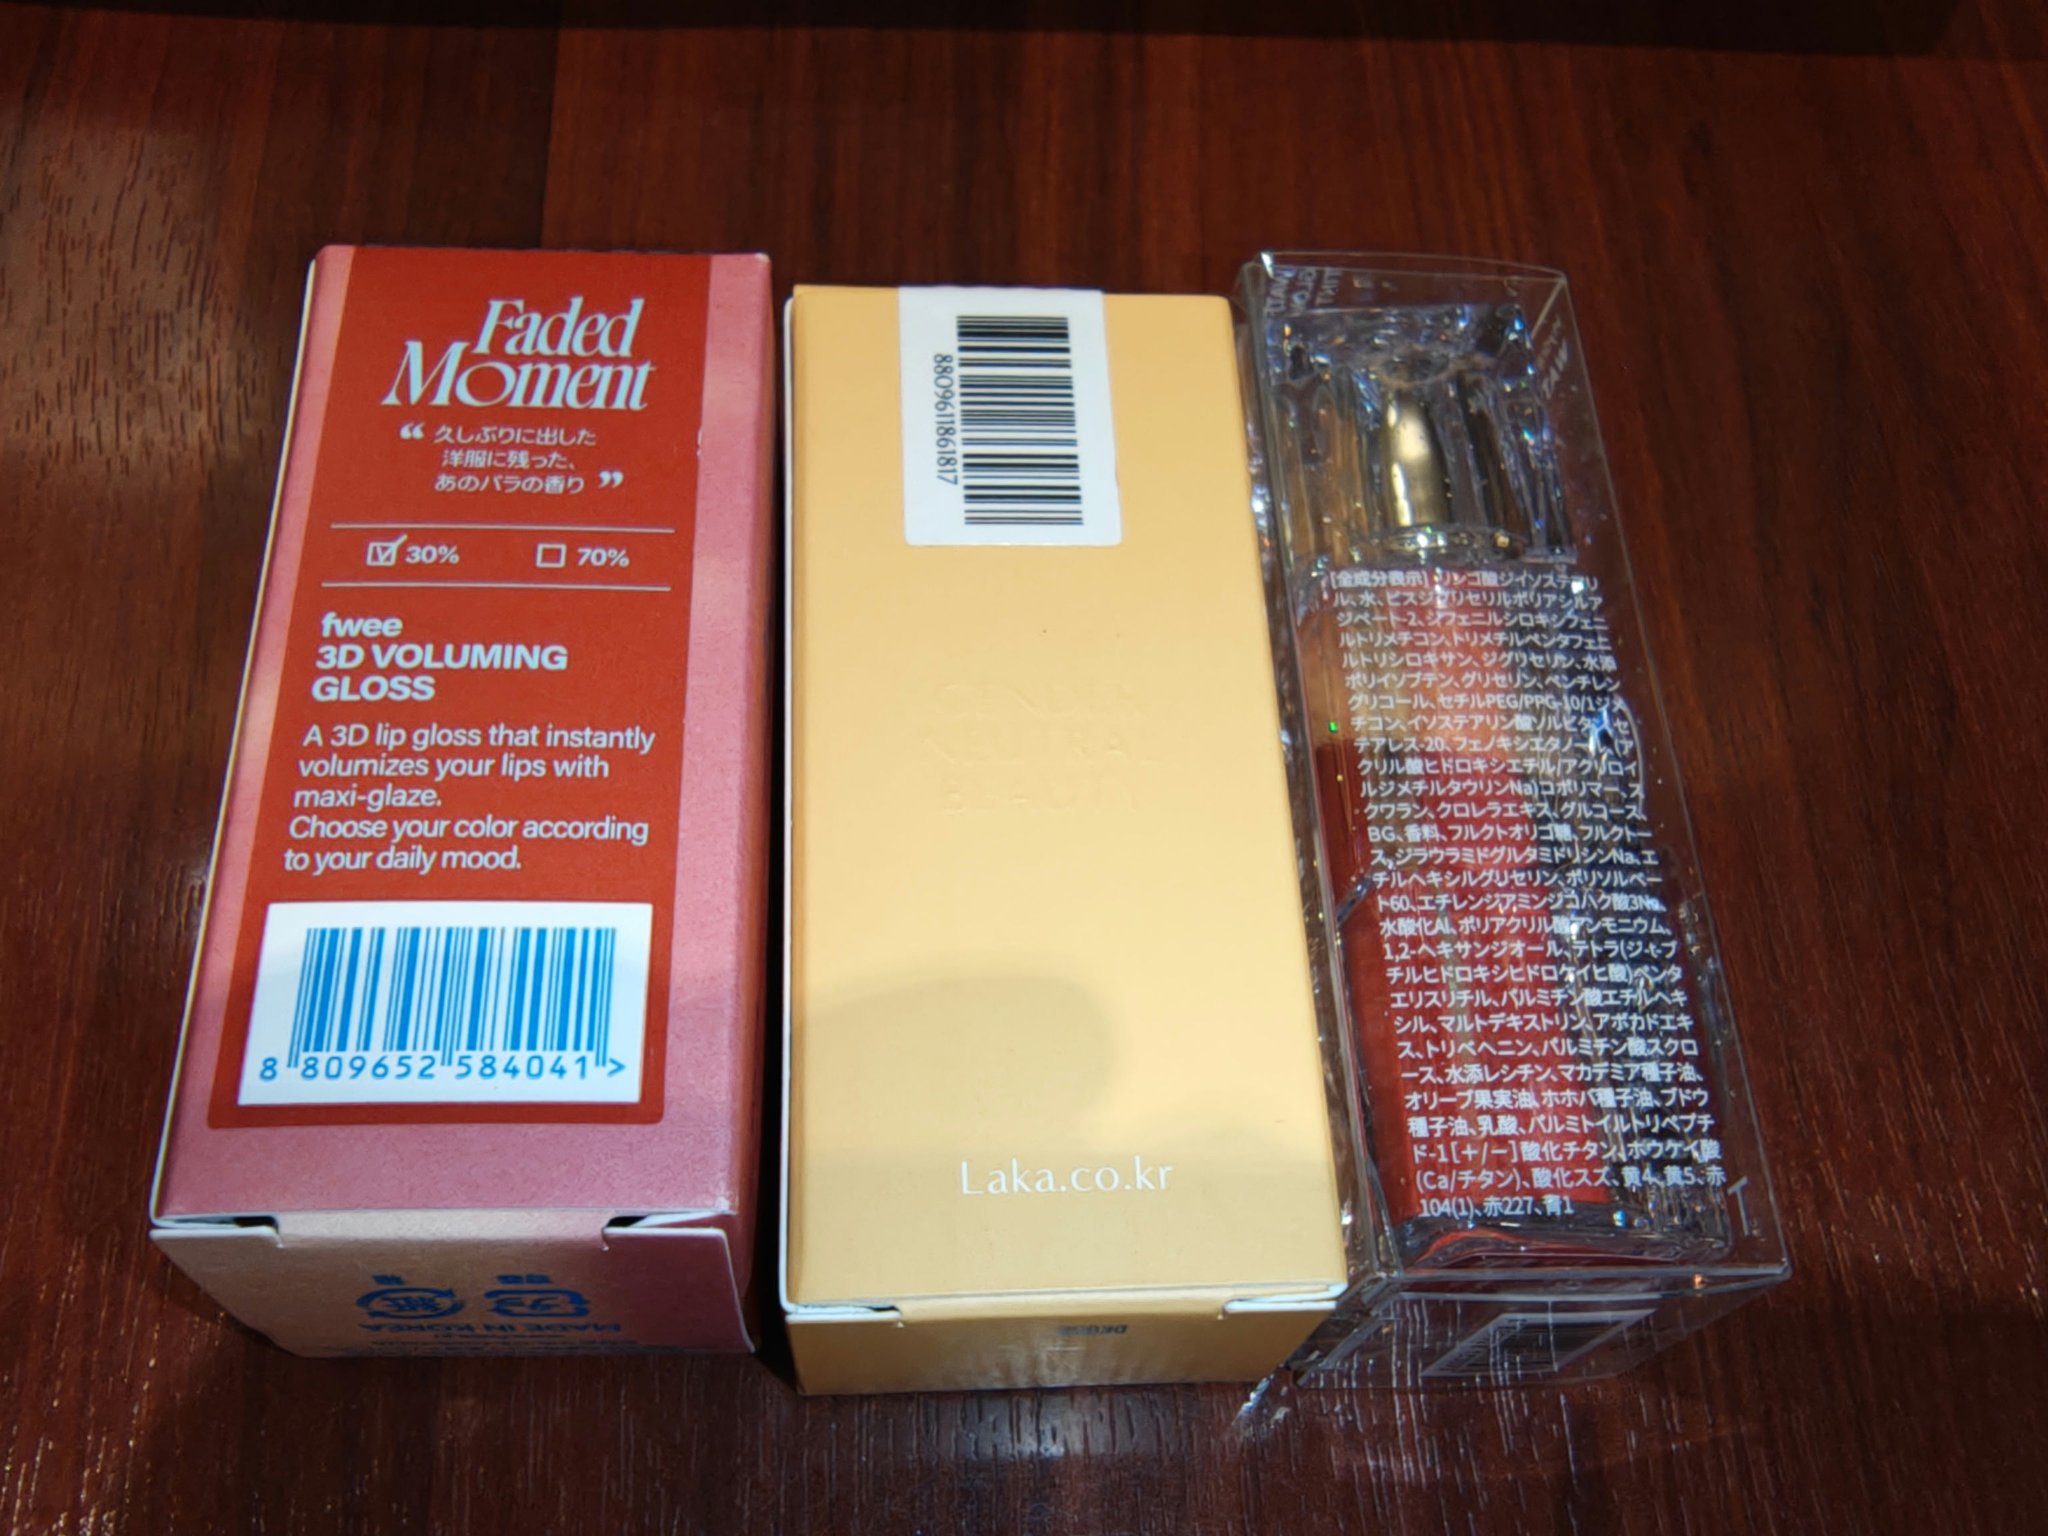 Faded
Moment
“ 久しぶりに出した
洋服に残った、
あのバラの香り ”
30% 70%
fwee
3D VOLUMING
GLOSS
A 3D lip gloss that instantly
volumizes your lips with
maxi-glaze.
Choose your color according
to your daily mood.
8 809652 584041 >
紙
プラ
MADE IN KOREA
880961861817
GENDER
NEUTRAL
BEAUTY
Laka.co.kr
[全成分表示] リンゴ酸ジイソステアリ
ル、水、ビスジグリセリルポリアシルア
ジペート-2、ジフェニルシロキシフェニ
ルトリメチコン、トリメチルペンタフェニ
ルトリシロキサン、ジグリセリン、水添
ポリイソブテン、グリセリン、ペンチレン
グリコール、セチルPEG/PPG-10/1ジメ
チコン、イソステアリン酸ソルビタン、セ
テアレス-20、フェノキシエタノール、(ア
クリル酸ヒドロキシエチル/アクリロイ
ルジメチルタウリンNa)コポリマー、ス
クワラン、クロレラエキス、グルコース、
BG、香料、フルクトオリゴ糖、フルクトー
ス、ジラウラミドグルタミドリシンNa、エ
チルヘキシルグリセリン、ポリソルベー
ト60、エチレンジアミンジコハク酸3Na、
水酸化Al、ポリアクリル酸アンモニウム、
1,2-ヘキサンジオール、テトラ(ジ-t-ブ
チルヒドロキシヒドロケイヒ酸)ペンタ
エリスリチル、パルミチン酸エチルヘキ
シル、マルトデキストリン、アボカドエキ
ス、トリベヘニン、パルミチン酸スクロ
ース、水添レシチン、マカデミア種子油、
オリーブ果実油、ホホバ種子油、ブドウ
種子油、乳酸、パルミトイルトリペプチ
ド-1 [+/－] 酸化チタン、ホウケイ酸
(Ca/チタン)、酸化スズ、黄4、黄5、赤
104(1)、赤227、青1